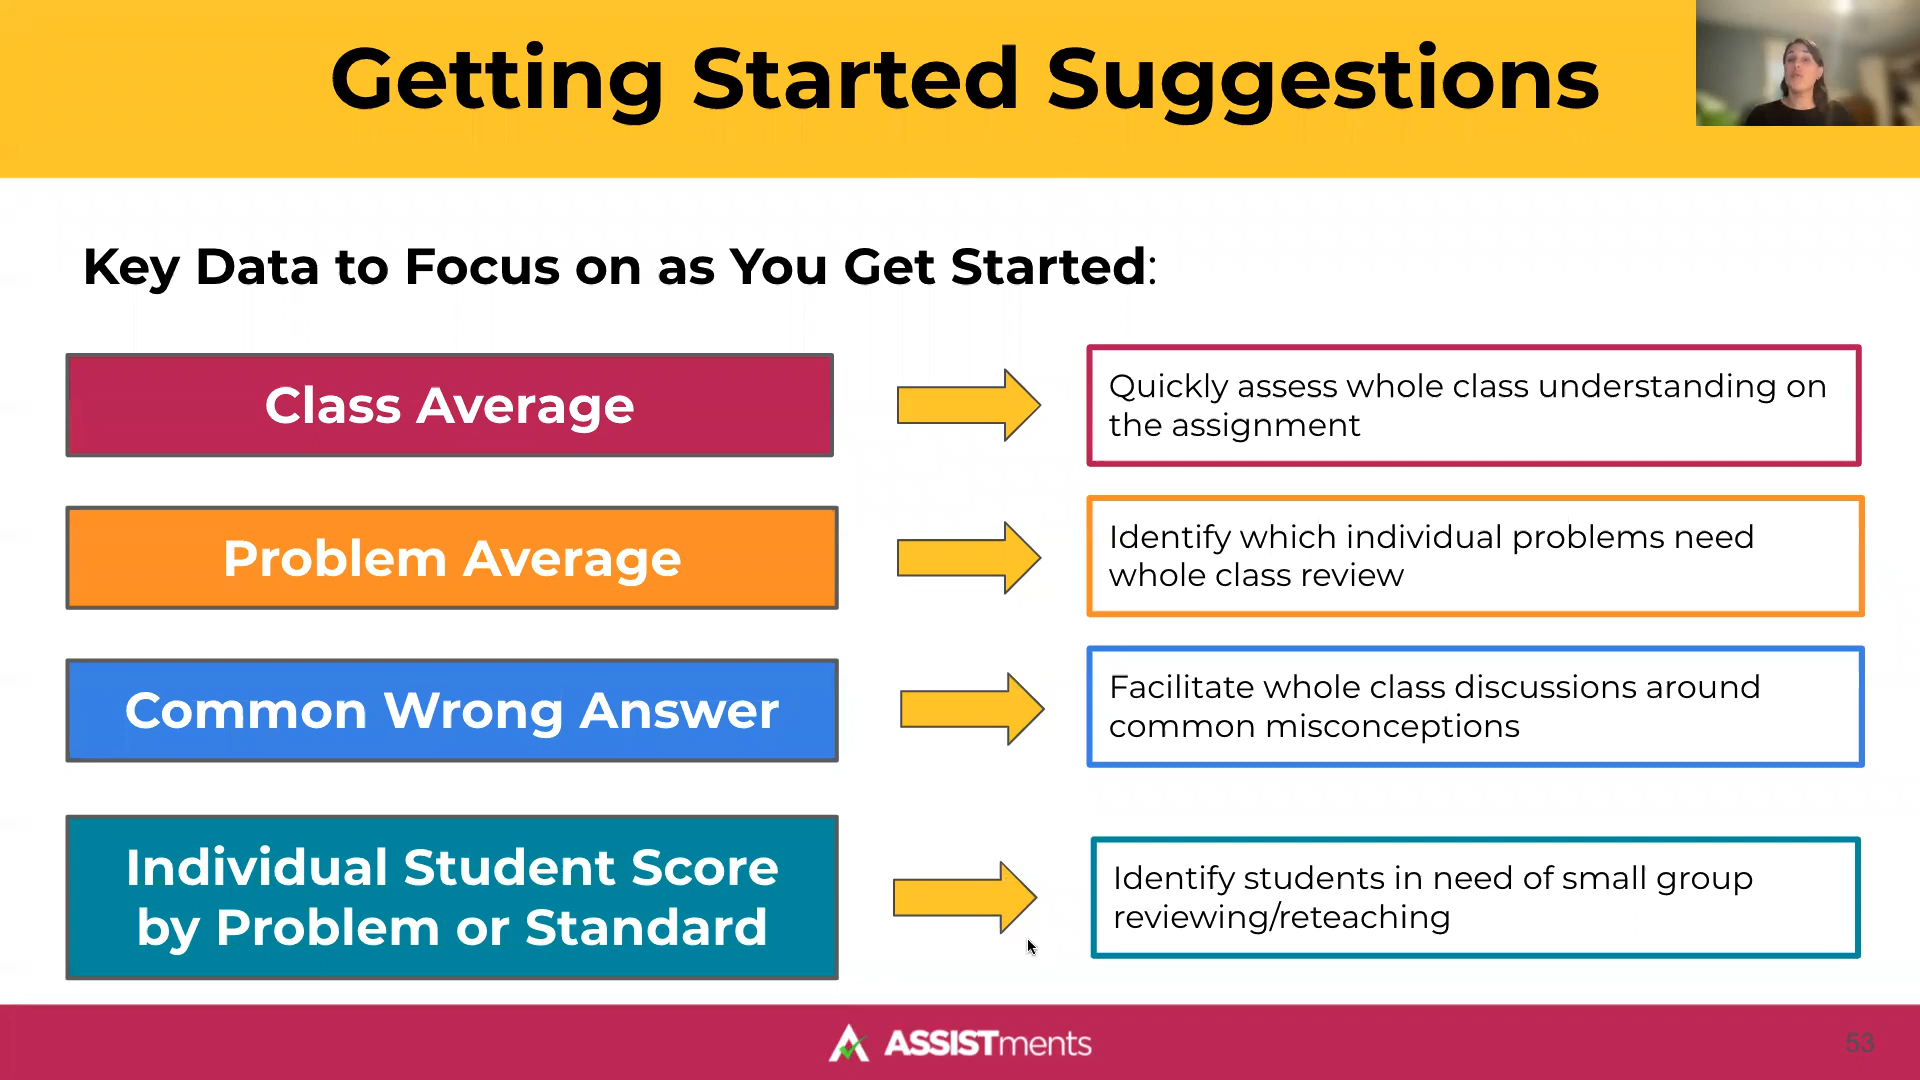 Getting Started Suggestions
Key Data to Focus on as You Get Started:
Class Average
Quickly assess whole class understanding on
the assignment
Problem Average
Identify which individual problems need
whole class review
Common Wrong Answer
Facilitate whole class discussions around
common misconceptions
Individual Student Score
by Problem or Standard
Identify students in need of small group
reviewing/reteaching
ASSISTments
53